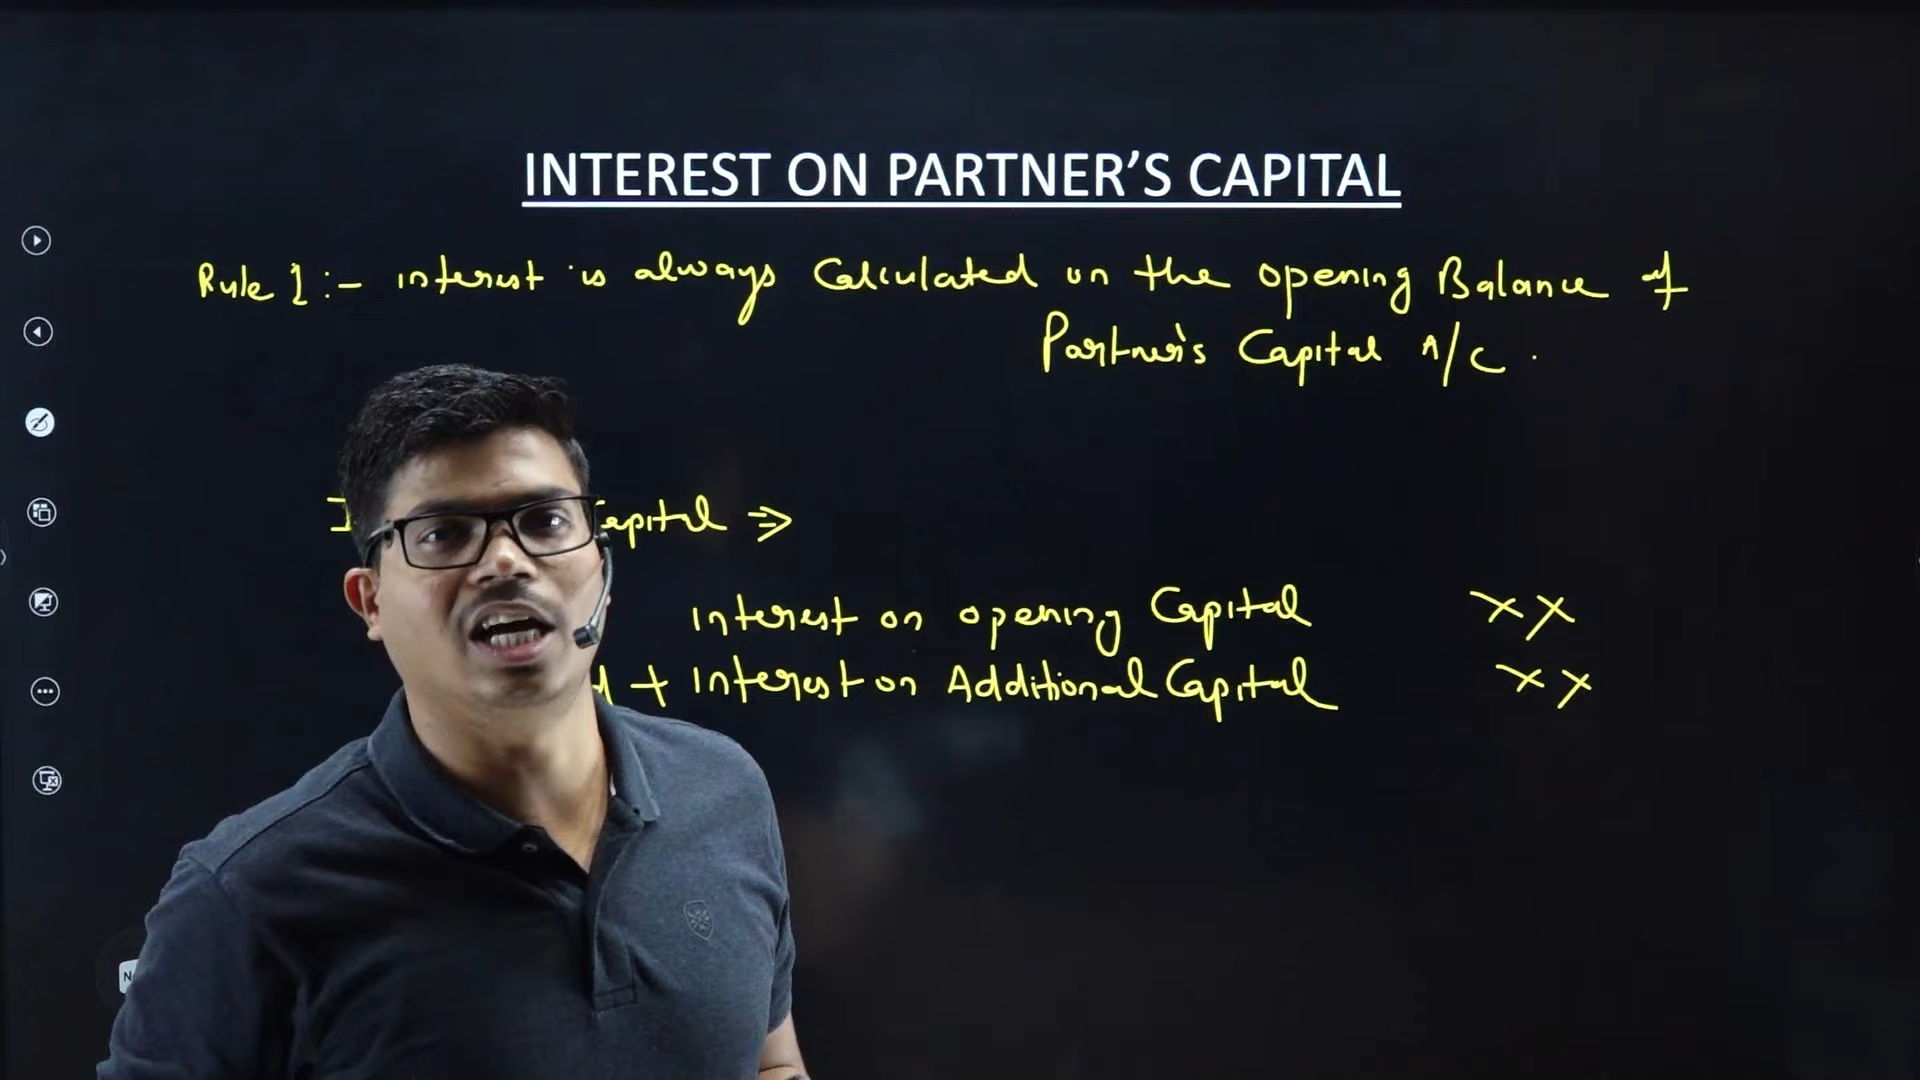 INTEREST ON PARTNER’S CAPITAL
Rule 1 :- interest is always Calculated on the opening Balance of
Partner's Capital A/C .
Capital ⇒
Interest on opening Capital XX
+ Interest on Additional Capital XX